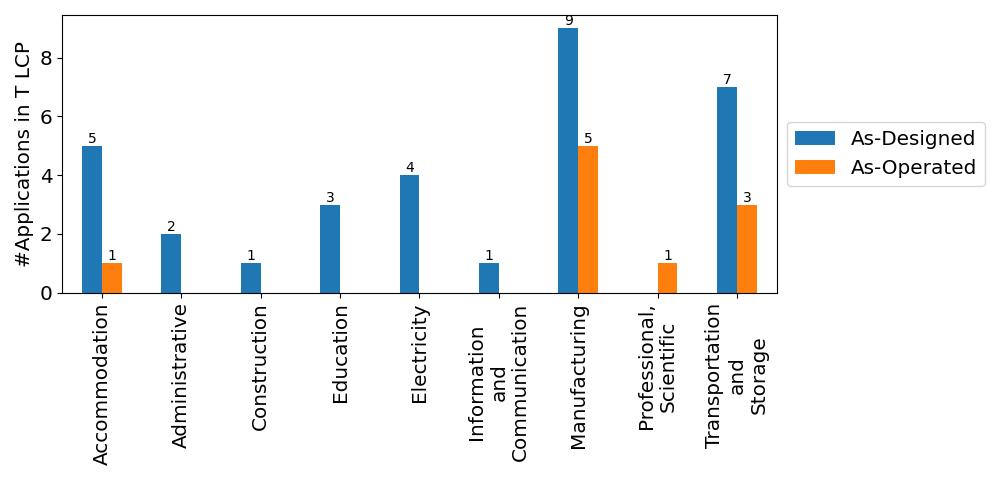 #Applications in T LCP
8
6
4
2
0
5
1
2
1
3
4
1
9
5
1
7
3
Accommodation
Administrative
Construction
Education
Electricity
Information
and
Communication
Manufacturing
Professional,
Scientific
Transportation
and
Storage
As-Designed
As-Operated